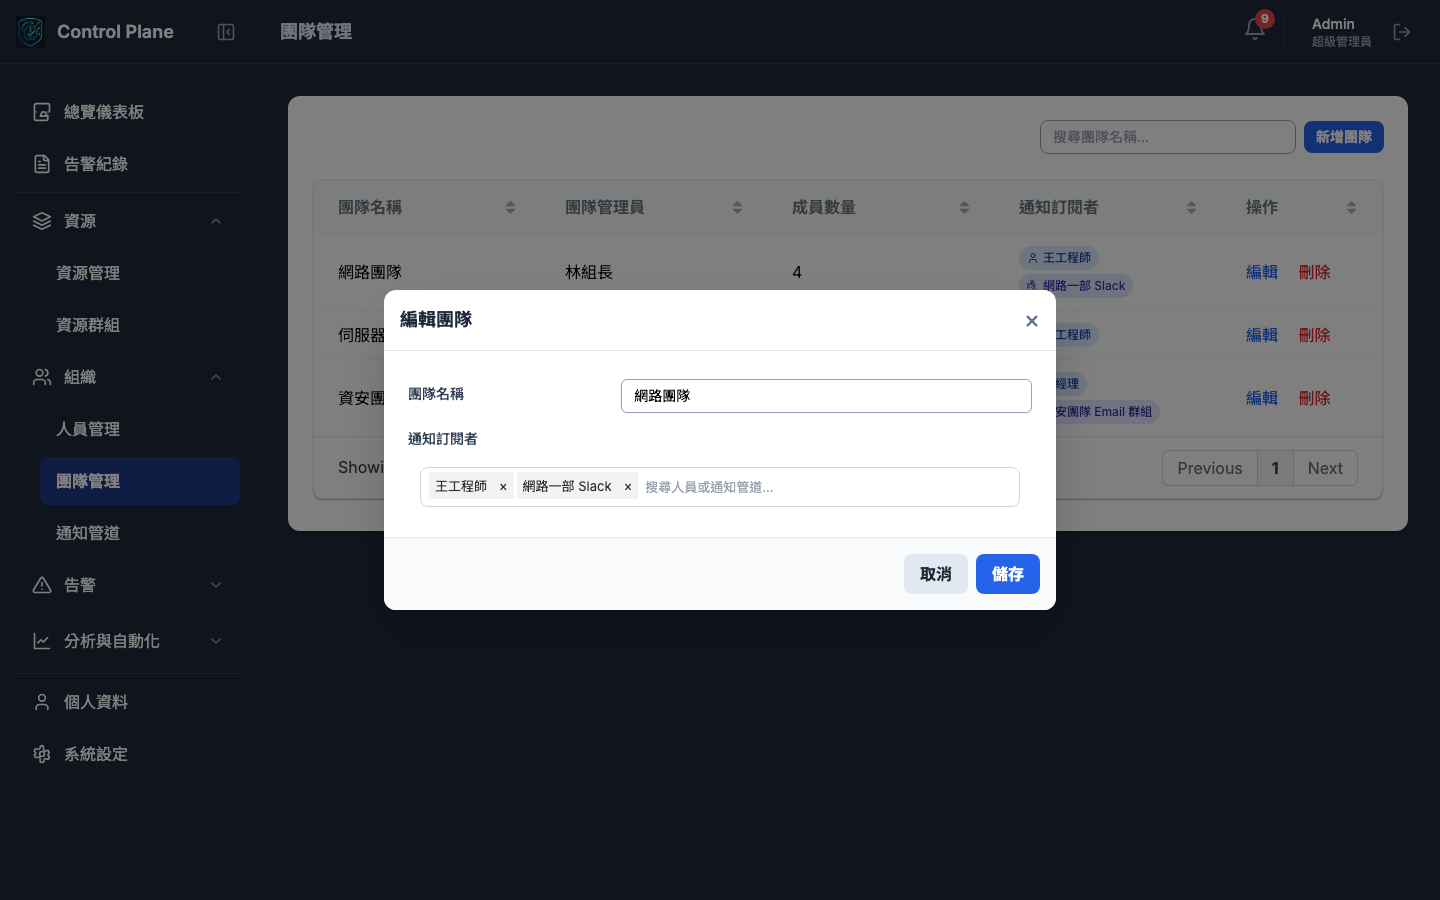 Control Plane
團隊管理
9
Admin
超級管理員
總覽儀表板
告警紀錄
資源
資源管理
資源群組
組織
人員管理
團隊管理
通知管道
告警
分析與自動化
個人資料
系統設定
搜尋團隊名稱...
新增團隊
團隊名稱 團隊管理員 成員數量 通知訂閱者 操作
網路團隊 林組長 4 王工程師 編輯 刪除
網路一部 Slack
伺服器 工程師 編輯 刪除
資安團 經理 編輯 刪除
安團隊 Email 群組
Showi
Previous 1 Next
編輯團隊
×
團隊名稱
網路團隊
通知訂閱者
王工程師 × 網路一部 Slack × 搜尋人員或通知管道...
取消 儲存